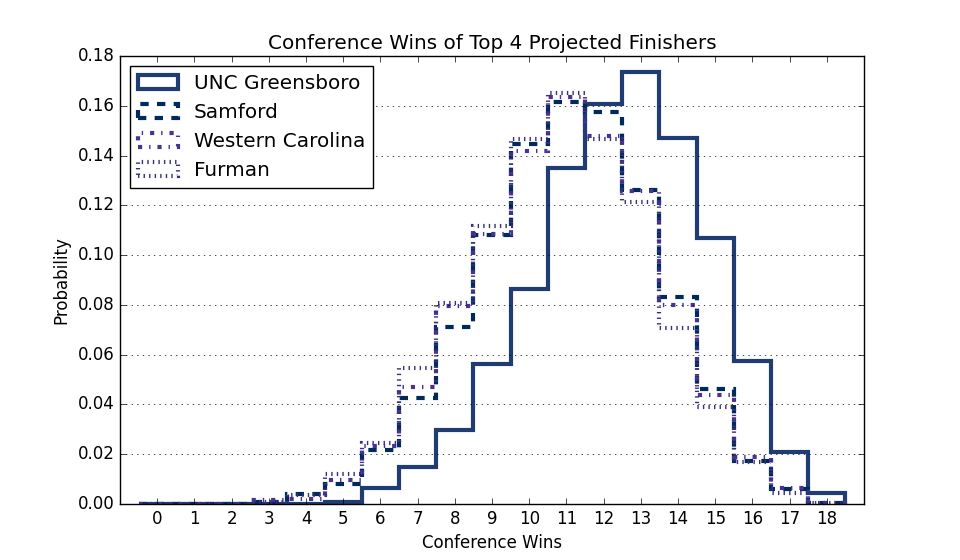 Conference Wins of Top 4 Projected Finishers
UNC Greensboro
Samford
Western Carolina
Furman
Probability
0.18
0.16
0.14
0.12
0.10
0.08
0.06
0.04
0.02
0.00
0 1 2 3 4 5 6 7 8 9 10 11 12 13 14 15 16 17 18
Conference Wins